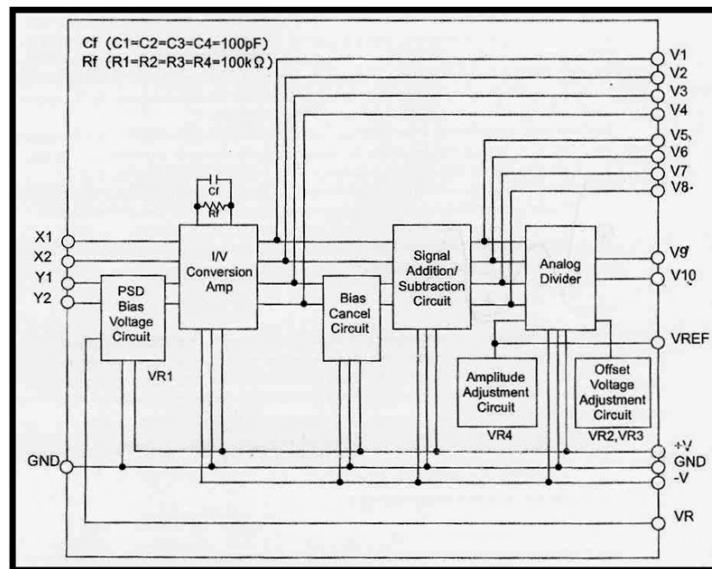 Cf (C1=C2=C3=C4=100pF)
Rf (R1=R2=R3=R4=100kΩ)
V1
V2
V3
V4
V5
V6
V7
V8
Cf
Rf
X1
X2
Y1
Y2
I/V
Conversion
Amp
PSD
Bias
Voltage
Circuit
VR1
Bias
Cancel
Circuit
Signal
Addition/
Subtraction
Circuit
Analog
Divider
V9
V10
VREF
Amplitude
Adjustment
Circuit
VR4
Offset
Voltage
Adjustment
Circuit
VR2,VR3
GND
+V
GND
-V
VR